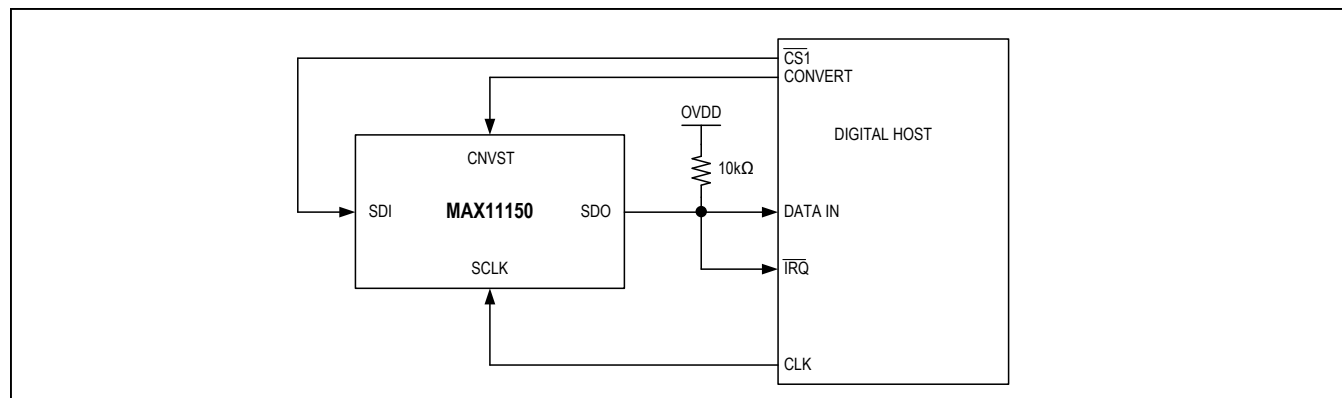 CS1
CONVERT
OVDD
DIGITAL HOST
CNVST
10kΩ
SDI
MAX11150
SDO
DATA IN
SCLK
IRQ
CLK